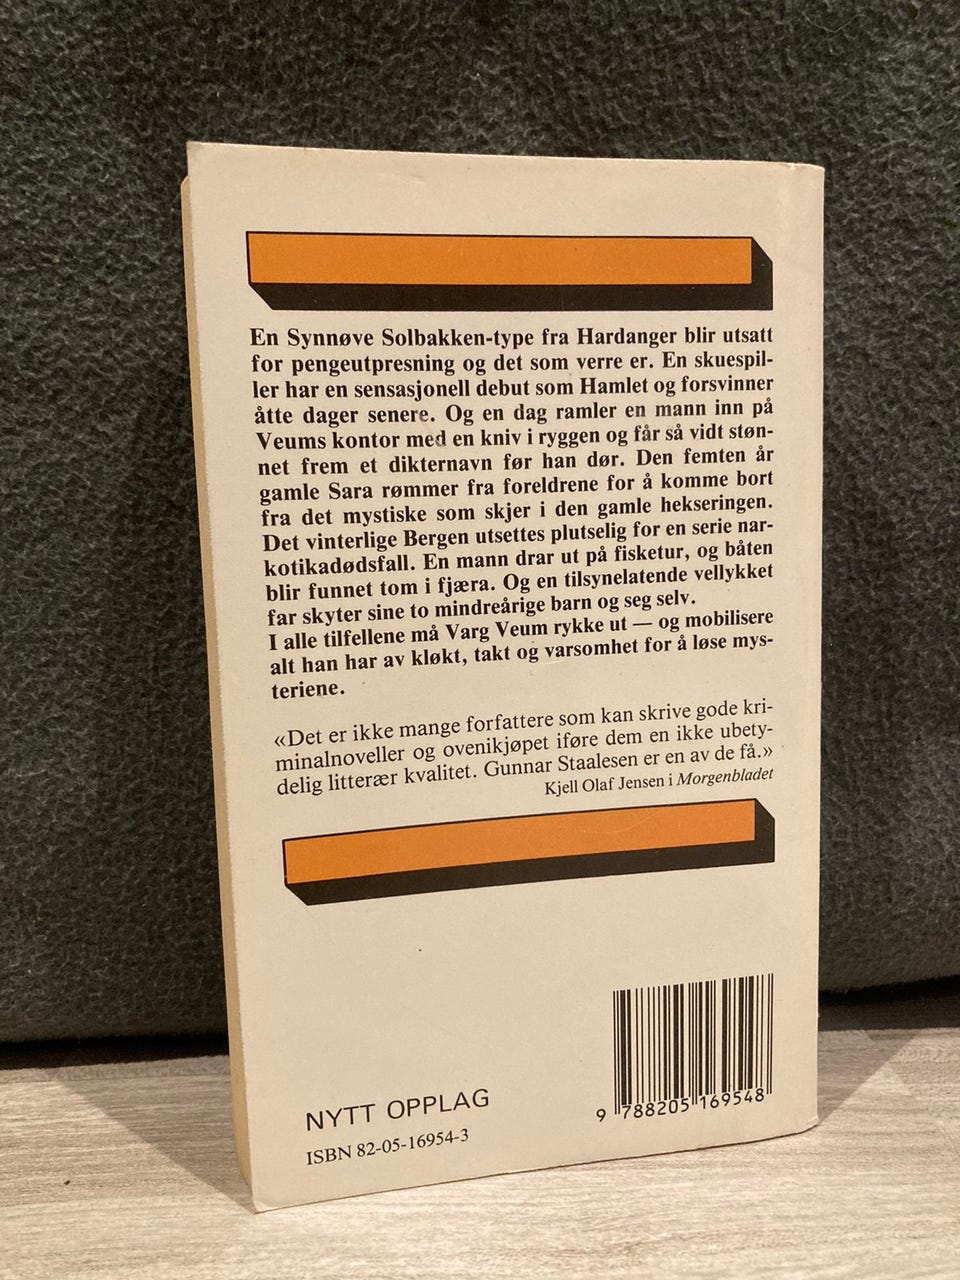 En Synnøve Solbakken-type fra Hardanger blir utsatt
for pengeutpresning og det som verre er. En skuespil-
ler har en sensasjonell debut som Hamlet og forsvinner
åtte dager senere. Og en dag ramler en mann inn på
Veums kontor med en kniv i ryggen og får så vidt støn-
net frem et dikternavn før han dør. Den femten år
gamle Sara rømmer fra foreldrene for å komme bort
fra det mystiske som skjer i den gamle hekseringen.
Det vinterlige Bergen utsettes plutselig for en serie nar-
kotikadødsfall. En mann drar ut på fisketur, og båten
blir funnet tom i fjæra. Og en tilsynelatende vellykket
far skyter sine to mindreårige barn og seg selv.
I alle tilfellene må Varg Veum rykke ut — og mobilisere
alt han har av kløkt, takt og varsomhet for å løse mys-
teriene.
«Det er ikke mange forfattere som kan skrive gode kri-
minalnoveller og ovenikjøpet iføre dem en ikke ubety-
delig litterær kvalitet. Gunnar Staalesen er en av de få.»
Kjell Olaf Jensen i Morgenbladet
9 788205 169548
NYTT OPPLAG
ISBN 82-05-16954-3